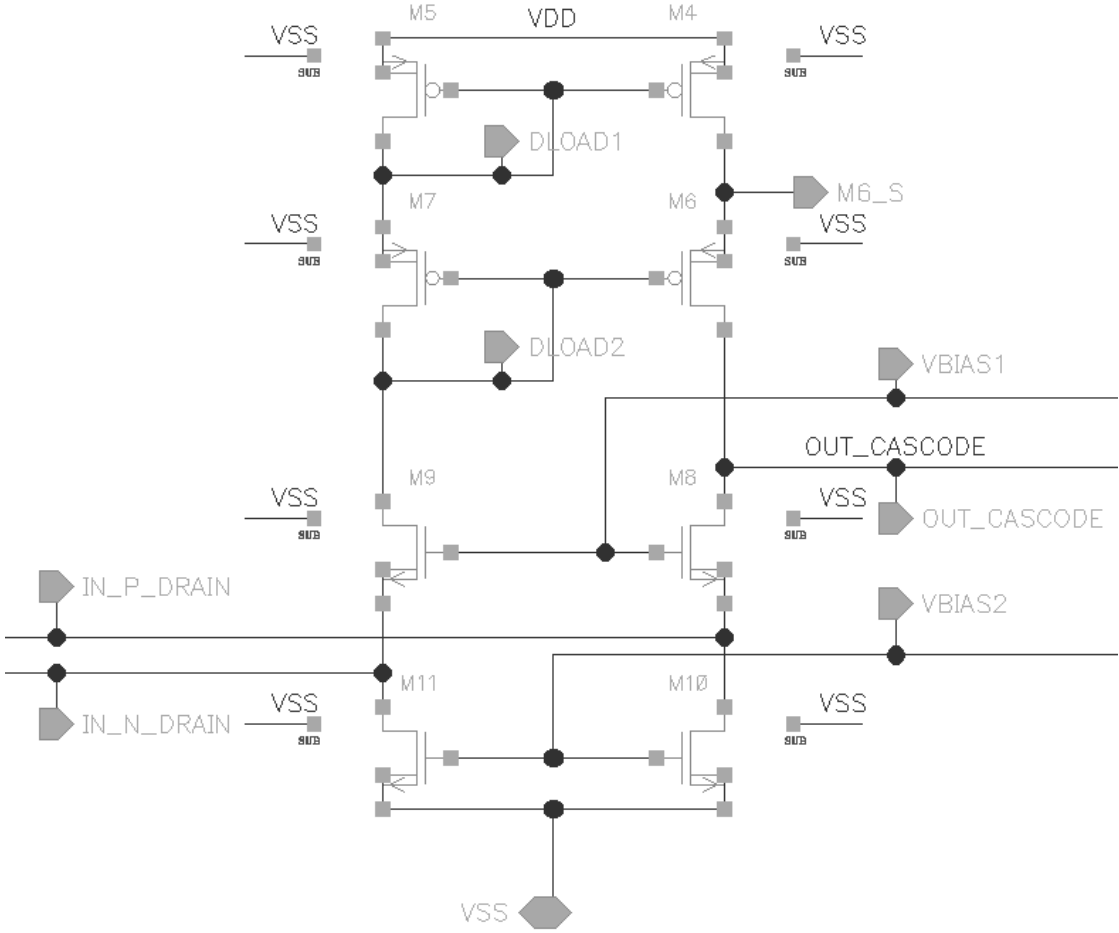 M5
VDD
M4
VSS
VSS
SUB
SUB
DLOAD1
M7
M6
M6_S
VSS
VSS
SUB
SUB
DLOAD2
VBIAS1
OUT_CASCODE
M9
M8
VSS
VSS
OUT_CASCODE
SUB
SUB
IN_P_DRAIN
VBIAS2
M11
M10
VSS
VSS
IN_N_DRAIN
SUB
SUB
VSS